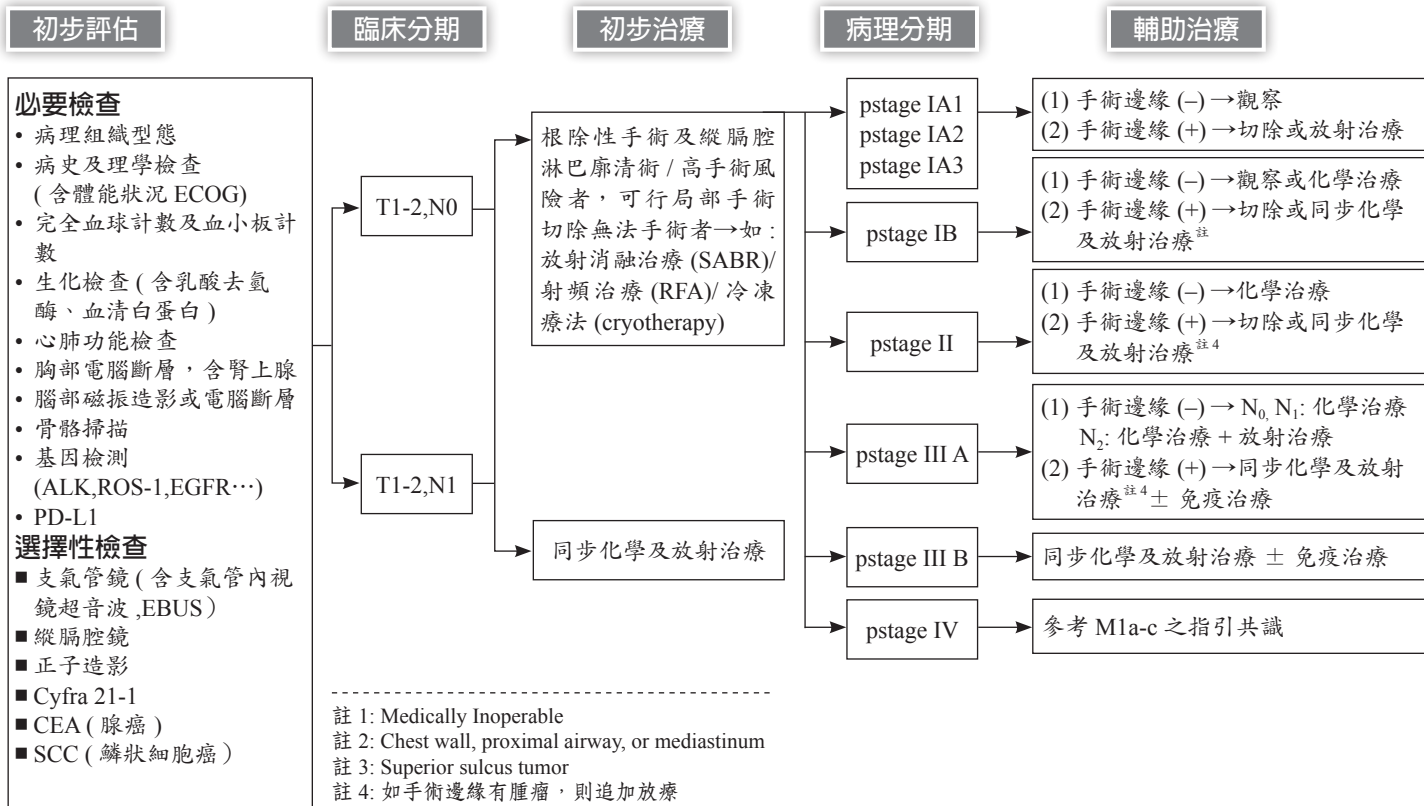 初步評估
臨床分期
初步治療
病理分期
輔助治療
必要檢查
• 病理組織型態
• 病史及理學檢查
( 含體能狀況 ECOG)
• 完全血球計數及血小板計
數
• 生化檢查 ( 含乳酸去氫
酶、血清白蛋白 )
• 心肺功能檢查
• 胸部電腦斷層，含腎上腺
• 腦部磁振造影或電腦斷層
• 骨骼掃描
• 基因檢測
(ALK,ROS-1,EGFR…)
• PD-L1
選擇性檢查
■ 支氣管鏡 ( 含支氣管內視
鏡超音波 ,EBUS）
■ 縱膈腔鏡
■ 正子造影
■ Cyfra 21-1
■ CEA ( 腺癌 )
■ SCC ( 鱗狀細胞癌）
T1-2,N0
T1-2,N1
根除性手術及縱膈腔
淋巴廓清術 / 高手術風
險者，可行局部手術
切除無法手術者→如 :
放射消融治療 (SABR)/
射頻治療 (RFA)/ 冷凍
療法 (cryotherapy)
同步化學及放射治療
pstage IA1
pstage IA2
pstage IA3
(1) 手術邊緣 (–) →觀察
(2) 手術邊緣 (+) →切除或放射治療
pstage IB
(1) 手術邊緣 (–) →觀察或化學治療
(2) 手術邊緣 (+) →切除或同步化學
及放射治療註
pstage II
(1) 手術邊緣 (–) →化學治療
(2) 手術邊緣 (+) →切除或同步化學
及放射治療註 4
pstage III A
(1) 手術邊緣 (–) → N0, N1: 化學治療
N2: 化學治療 + 放射治療
(2) 手術邊緣 (+) →同步化學及放射
治療註 4 ± 免疫治療
pstage III B
同步化學及放射治療 ± 免疫治療
pstage IV
參考 M1a-c 之指引共識
註 1: Medically Inoperable
註 2: Chest wall, proximal airway, or mediastinum
註 3: Superior sulcus tumor
註 4: 如手術邊緣有腫瘤，則追加放療